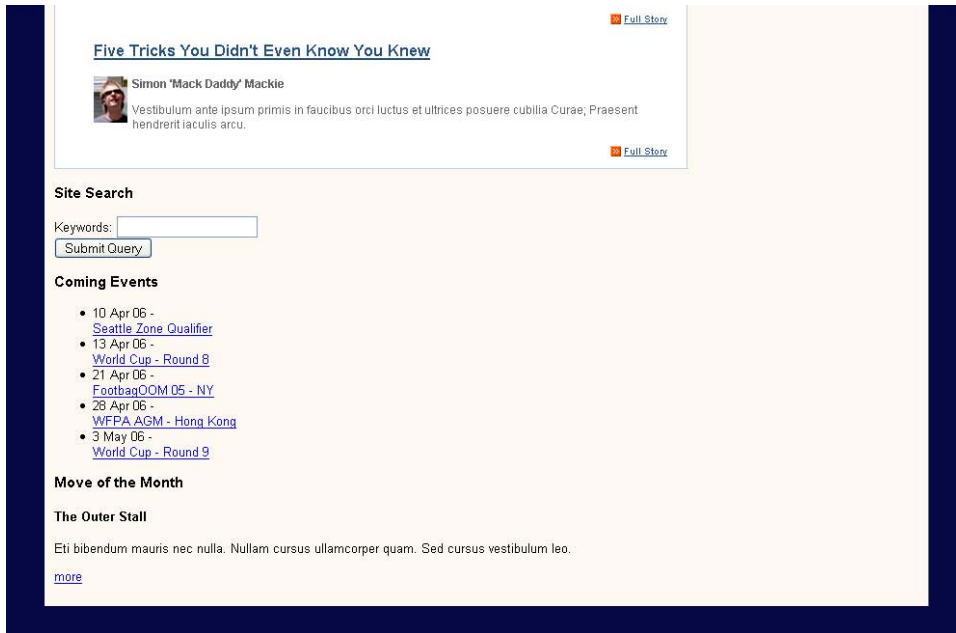 Full Story
Five Tricks You Didn't Even Know You Knew
Simon 'Mack Daddy' Mackie
Vestibulum ante ipsum primis in faucibus orci luctus et ultrices posuere cubilia Curae; Praesent
hendrerit iaculis arcu.
Full Story
Site Search
Keywords:
Submit Query
Coming Events
• 10 Apr 06 -
Seattle Zone Qualifier
• 13 Apr 06 -
World Cup - Round 8
• 21 Apr 06 -
FootbagOOM 05 - NY
• 28 Apr 06 -
WFPA AGM - Hong Kong
• 3 May 06 -
World Cup - Round 9
Move of the Month
The Outer Stall
Eti bibendum mauris nec nulla. Nullam cursus ullamcorper quam. Sed cursus vestibulum leo.
more